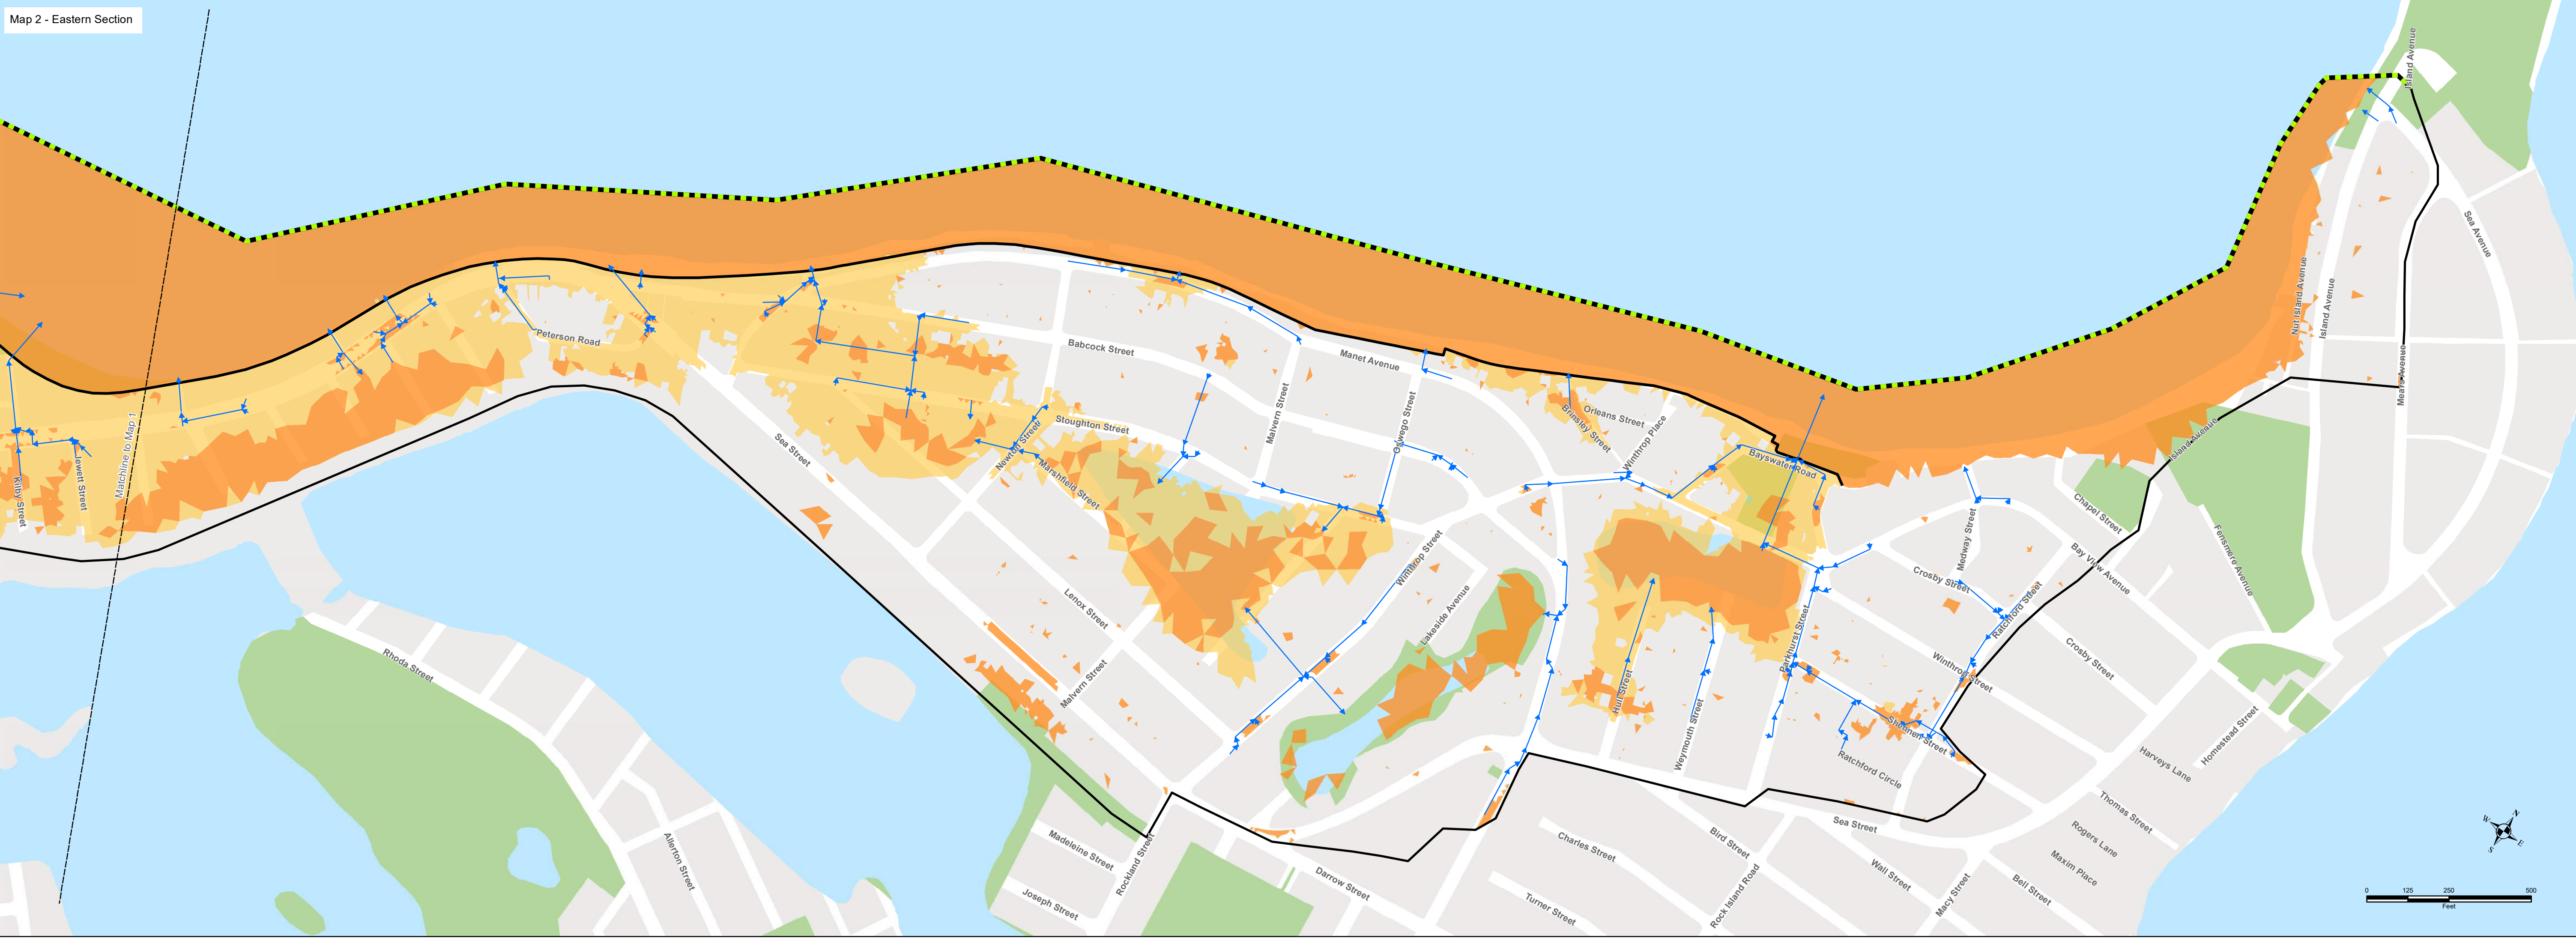 Map 2 - Eastern Section
Island Avenue
Sea Avenue
Nut Island Avenue
Island Avenue
Mears Avenue
Peterson Road
Babcock Street
Manet Avenue
Malvern Street
Oswego Street
Orleans Street
Brinsley Street
Winthrop Place
Bayswater Road
Island Avenue
Stoughton Street
Newton Street
Marshfield Street
Sea Street
Matchline to Map 1
Jewett Street
Kilby Street
Chapel Street
Fensmere Avenue
Medway Street
Bay View Avenue
Crosby Street
Ratchford Street
Winthrop Street
Lakeside Avenue
Lenox Street
Malvern Street
Parkhurst Street
Hull Street
Weymouth Street
Winthrop Street
Crosby Street
Shennen Street
Ratchford Circle
Homestead Street
Harveys Lane
Thomas Street
Rogers Lane
Maxim Place
Rhoda Street
Allerton Street
Madeleine Street
Joseph Street
Rockland Street
Darrow Street
Charles Street
Turner Street
Bird Street
Rock Island Road
Sea Street
Wall Street
Macy Street
Bell Street
N
W
E
S
0 125 250 500
Feet